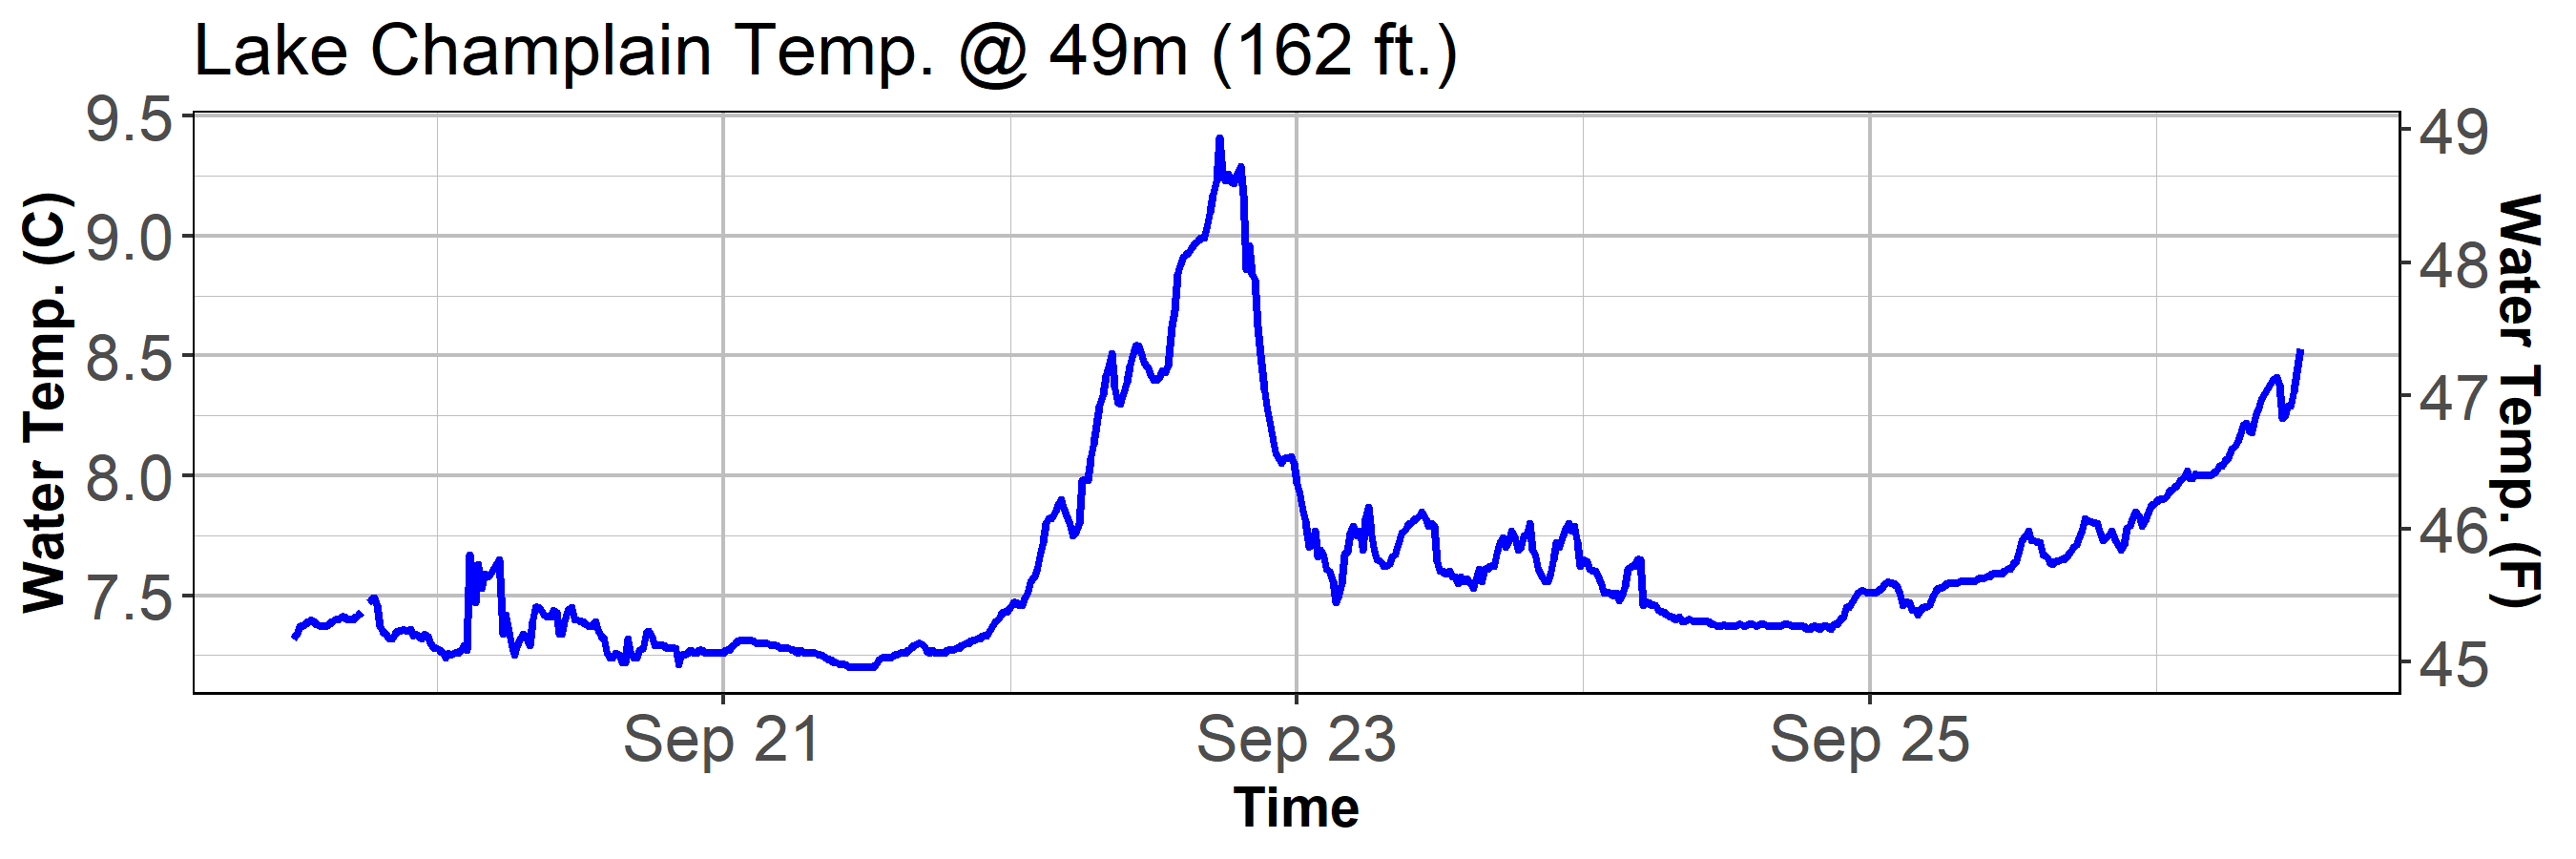 Lake Champlain Temp. @ 49m (162 ft.)
Water Temp. (C)
9.5
9.0
8.5
8.0
7.5
49
48
47
46
45
Water Temp. (F)
Sep 21
Sep 23
Sep 25
Time